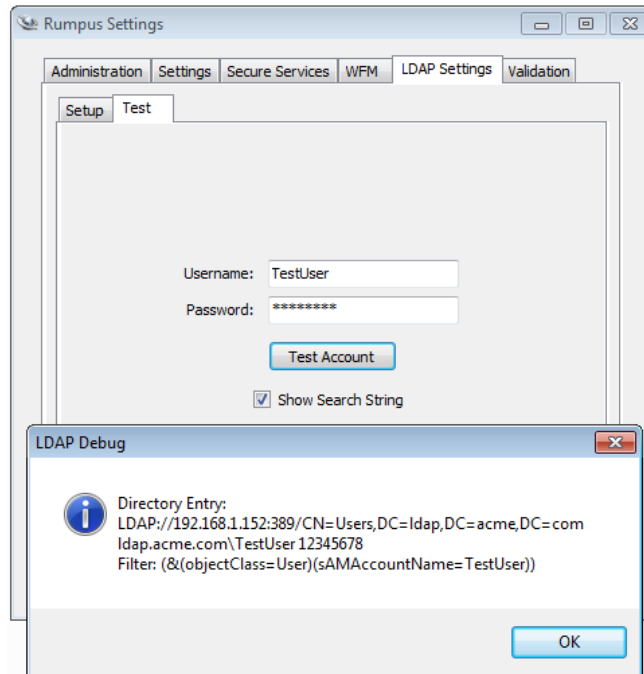 Rumpus Settings
Administration Settings Secure Services WFM LDAP Settings Validation
Setup Test
Username: TestUser
Password: ********
Test Account
Show Search String
LDAP Debug
Directory Entry:
LDAP://192.168.1.152:389/CN=Users,DC=ldap,DC=acme,DC=com
ldap.acme.com\TestUser 12345678
Filter: (&(objectClass=User)(sAMAccountName=TestUser))
OK